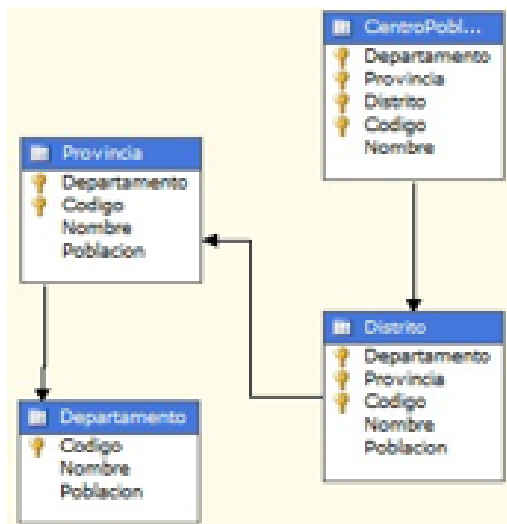 CentroPobl...
Departamento
Provincia
Distrito
Codigo
Nombre
Provincia
Departamento
Codigo
Nombre
Poblacion
Distrito
Departamento
Provincia
Codigo
Nombre
Poblacion
Departamento
Codigo
Nombre
Poblacion